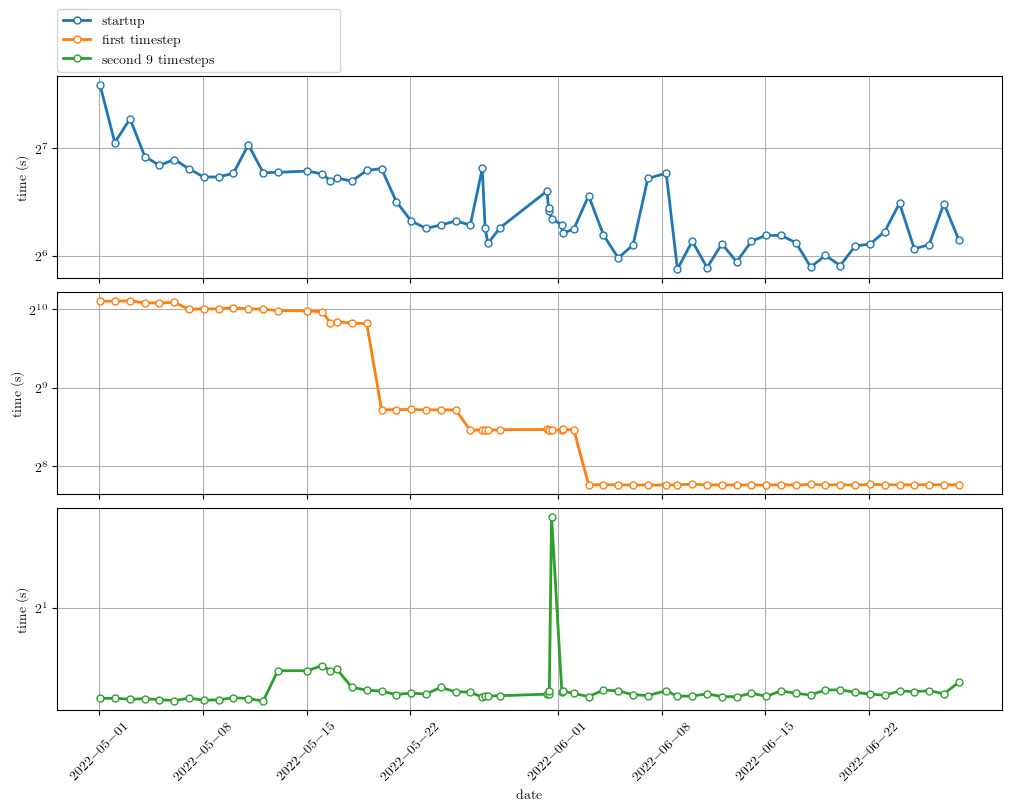 startup
first timestep
second 9 timesteps
time (s)
2^7
2^6
time (s)
2^10
2^9
2^8
time (s)
2^1
2022−05−01
2022−05−08
2022−05−15
2022−05−22
2022−06−01
2022−06−08
2022−06−15
2022−06−22
date